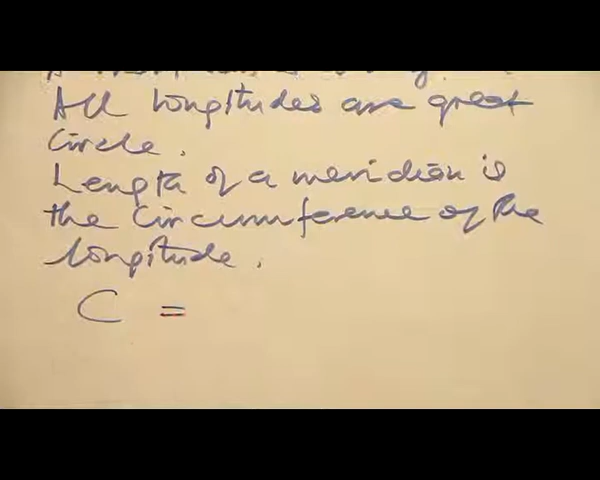 All longitudes are great
Circle.
Length of a meridian is
the Circumference of the
longitude.
C =